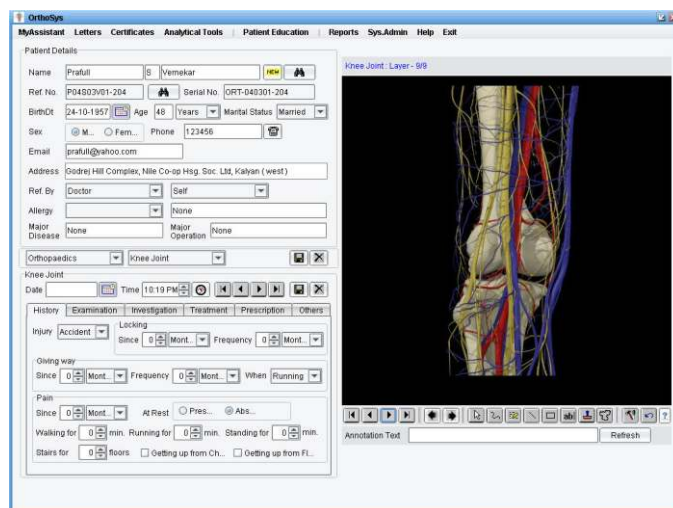 OrthoSys
MyAssistant Letters Certificates Analytical Tools | Patient Education | Reports Sys.Admin Help Exit
Patient Details
Name Prafull S Vernekar NEW
Ref. No. P04S03V01-204 Serial No. ORT-040301-204
BirthDt 24-10-1957 Age 48 Years Marital Status Married
Sex M... Fem... Phone 123456
Email prafull@yahoo.com
Address Godrej Hill Complex, Nile Co-op Hsg. Soc. Ltd, Kalyan ( west )
Ref. By Doctor Self
Allergy None
Major Disease None Major Operation None
Orthopaedics Knee Joint
Knee Joint
Date Time 10:19 PM
History Examination Investigation Treatment Prescription Others
Injury Accident
Locking
Since 0 Mont... Frequency 0 Mont...
Giving way
Since 0 Mont... Frequency 0 Mont... When Running
Pain
Since 0 Mont... At Rest Pres... Abs...
Walking for 0 min. Running for 0 min. Standing for 0 min.
Stairs for 0 floors Getting up from Ch... Getting up from Fl...
Knee Joint : Layer - 9/9
ab
?
Annotation Text Refresh